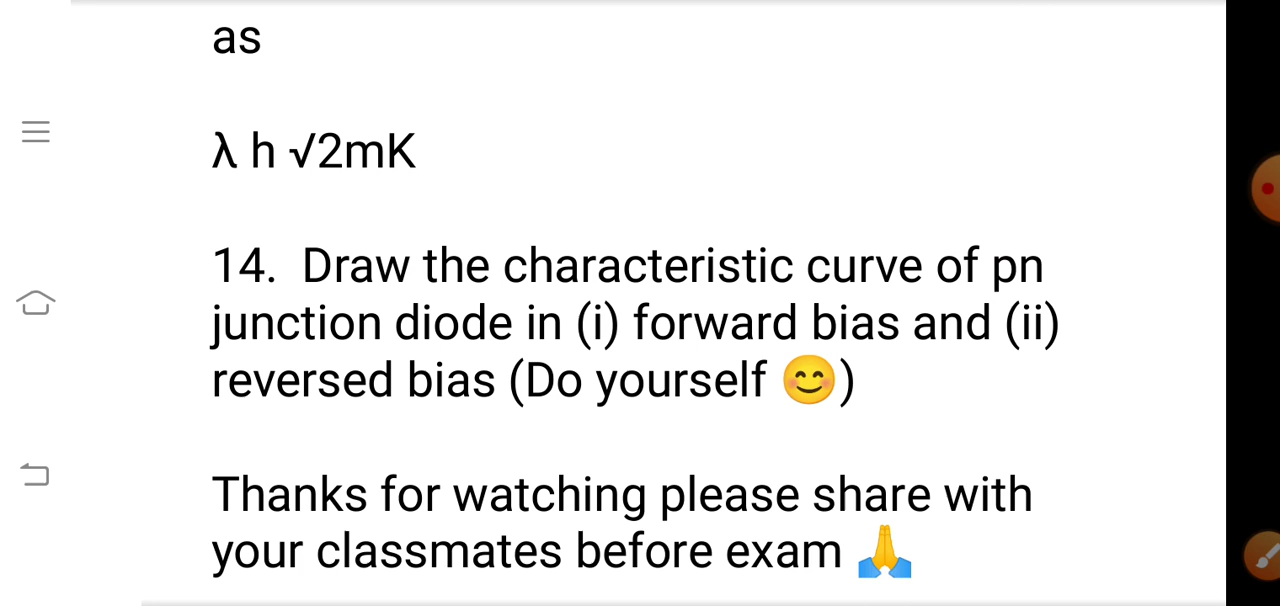 as
λ h √2mK
14. Draw the characteristic curve of pn
junction diode in (i) forward bias and (ii)
reversed bias (Do yourself 😊)
Thanks for watching please share with
your classmates before exam 🙏